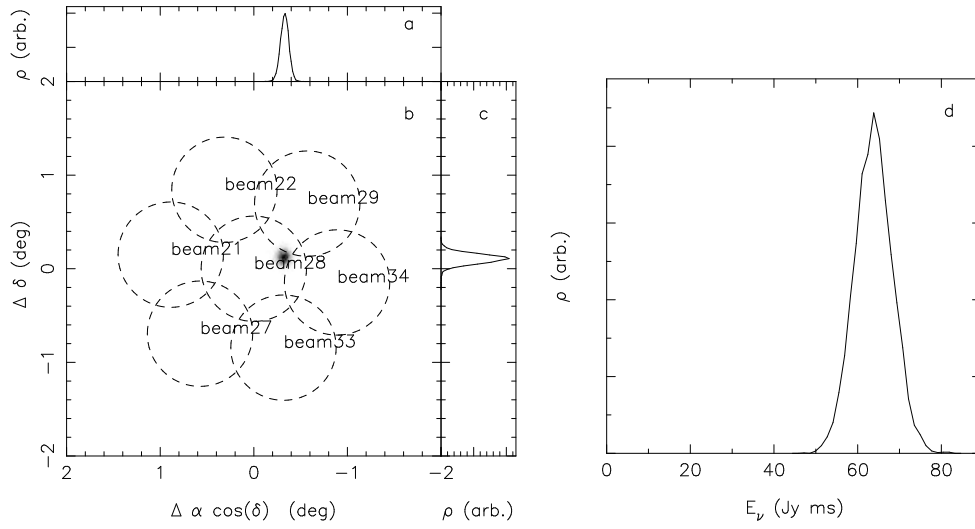 ρ (arb.)
a
2
1
0
−1
−2
Δ δ (deg)
b
c
d
beam22
beam29
beam21
beam28
beam34
beam27
beam33
2 1 0 −1 −2
Δ α cos(δ) (deg)
ρ (arb.)
ρ (arb.)
0 20 40 60 80
E_ν (Jy ms)